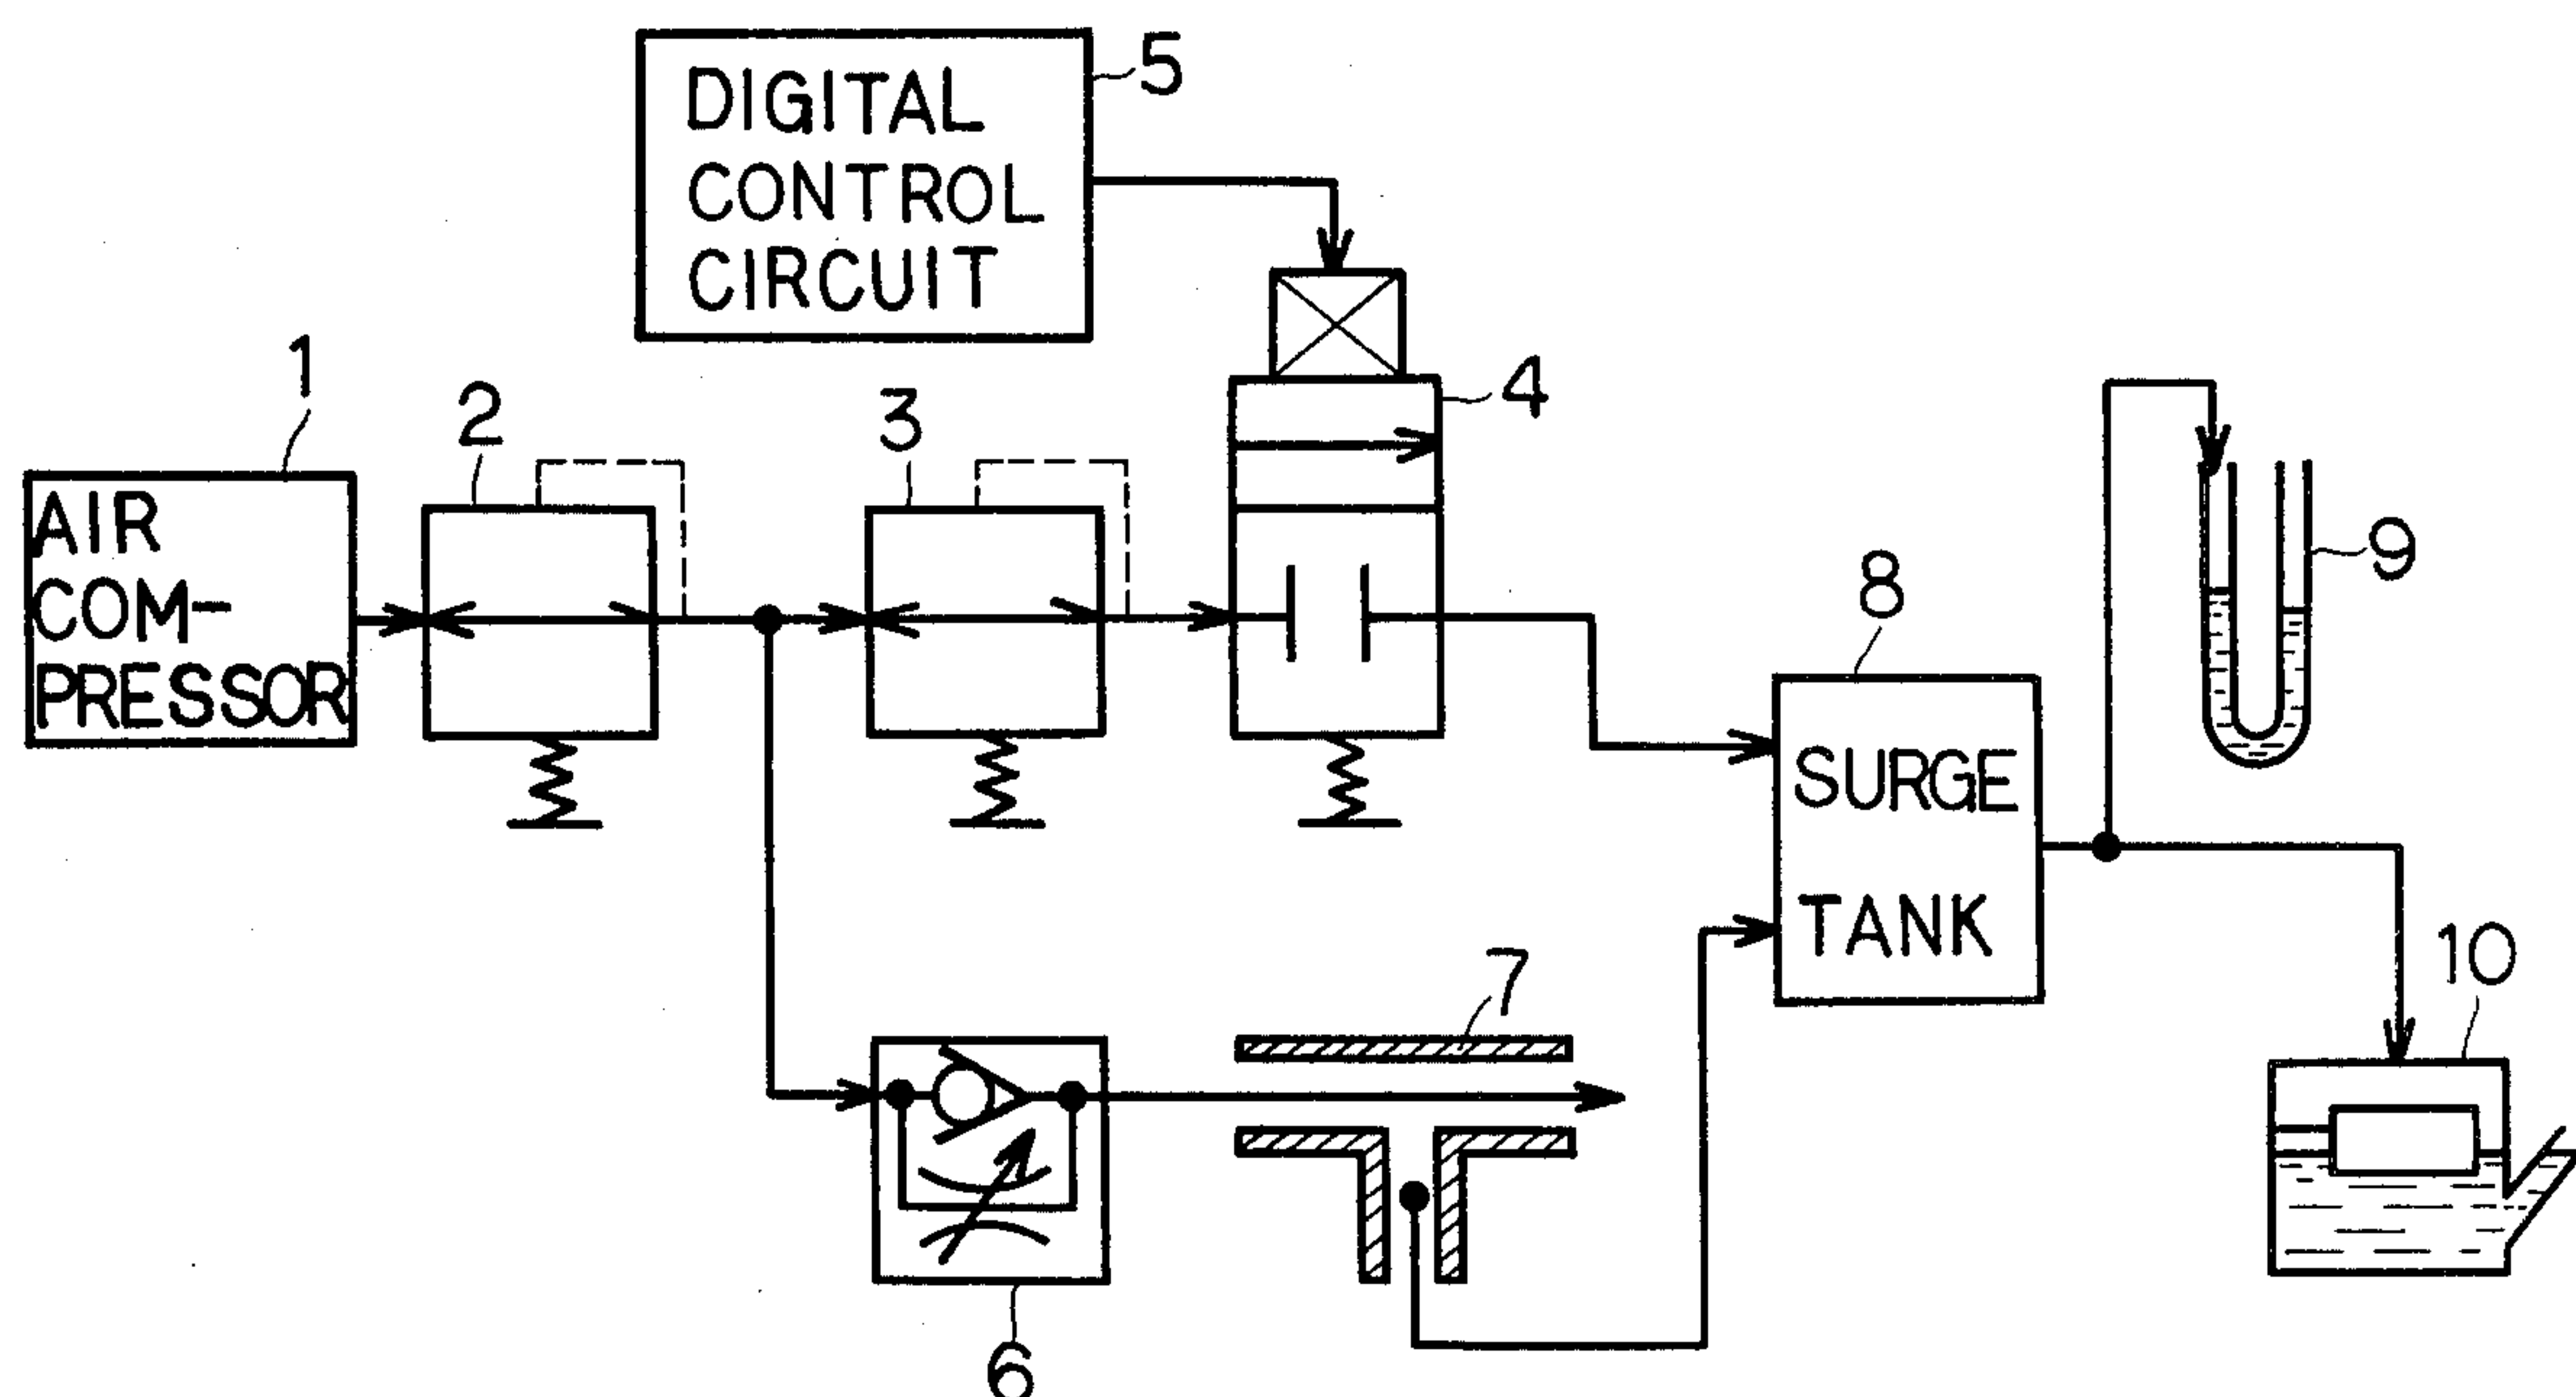 DIGITAL
CONTROL
CIRCUIT
5
1
2
3
4
AIR
COM-
PRESSOR
8
9
SURGE
TANK
7
10
6